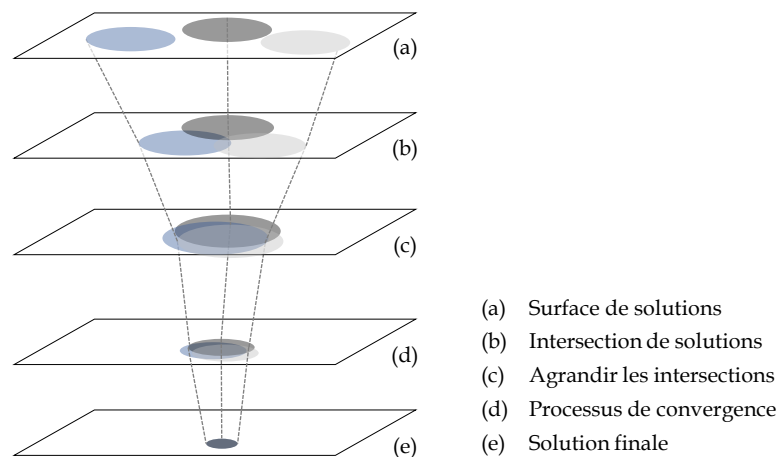 (a)
(b)
(c)
(d)
(e)
(a) Surface de solutions
(b) Intersection de solutions
(c) Agrandir les intersections
(d) Processus de convergence
(e) Solution finale